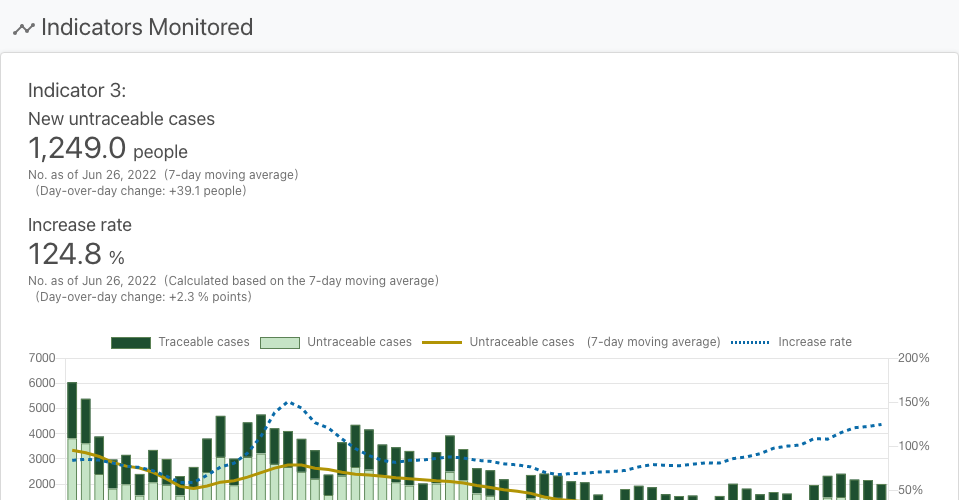 Indicators Monitored
Indicator 3:
New untraceable cases
1,249.0 people
No. as of Jun 26, 2022 (7-day moving average)
(Day-over-day change: +39.1 people)
Increase rate
124.8 %
No. as of Jun 26, 2022 (Calculated based on the 7-day moving average)
(Day-over-day change: +2.3 % points)
Traceable cases Untraceable cases Untraceable cases (7-day moving average) Increase rate
7000 200%
6000
5000 150%
4000
3000 100%
2000 50%